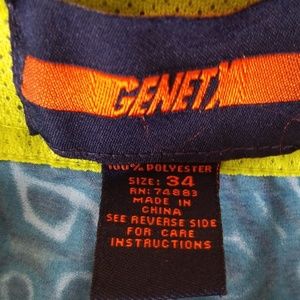 GENETX
100% POLYESTER
SIZE: 34
RN: 74883
MADE IN
CHINA
SEE REVERSE SIDE
FOR CARE
INSTRUCTIONS